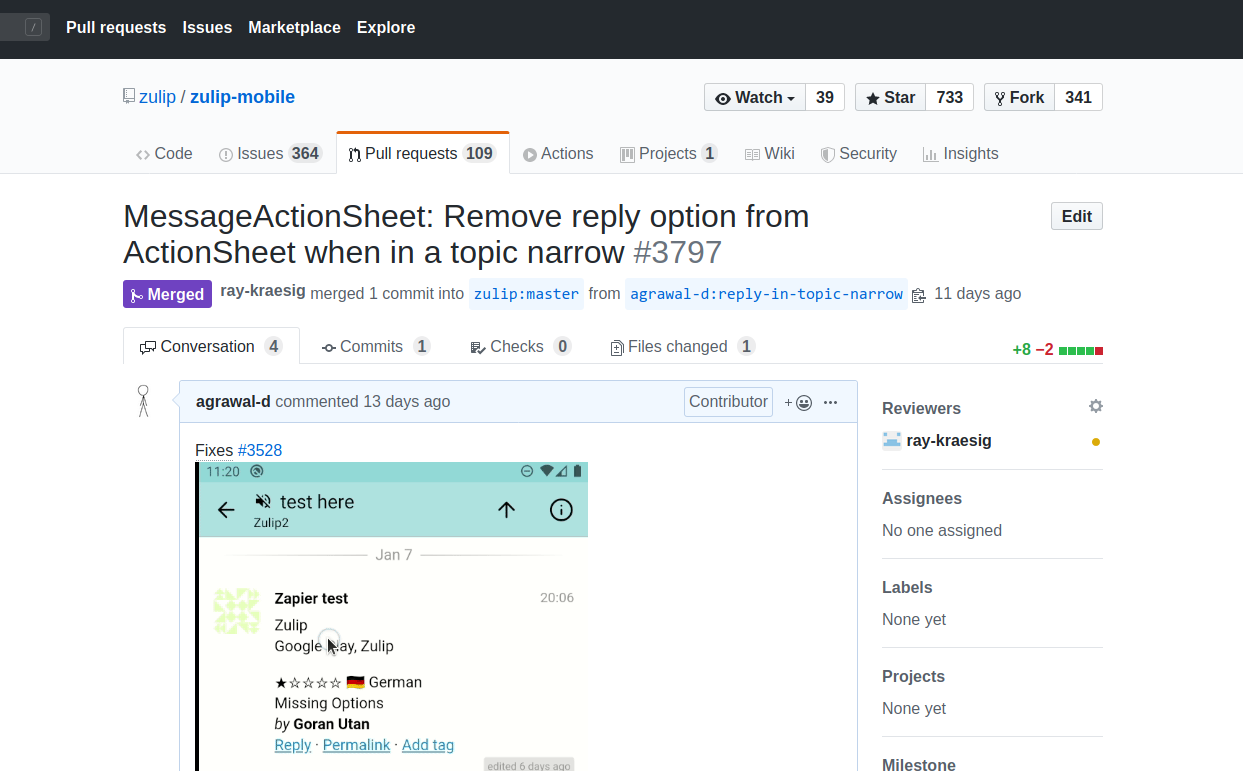 / Pull requests Issues Marketplace Explore
zulip / zulip-mobile
Watch 39 Star 733 Fork 341
Code Issues 364 Pull requests 109 Actions Projects 1 Wiki Security Insights
MessageActionSheet: Remove reply option from
ActionSheet when in a topic narrow #3797
Edit
Merged ray-kraesig merged 1 commit into zulip:master from agrawal-d:reply-in-topic-narrow 11 days ago
Conversation 4 Commits 1 Checks 0 Files changed 1 +8 −2
agrawal-d commented 13 days ago Contributor + ...
Fixes #3528
11:20
test here
Zulip2
Jan 7
Zapier test 20:06
Zulip
Google , Zulip
★☆☆☆☆ 🇩🇪 German
Missing Options
by Goran Utan
Reply · Permalink · Add tag
edited 6 days ago
Reviewers
ray-kraesig
Assignees
No one assigned
Labels
None yet
Projects
None yet
Milestone